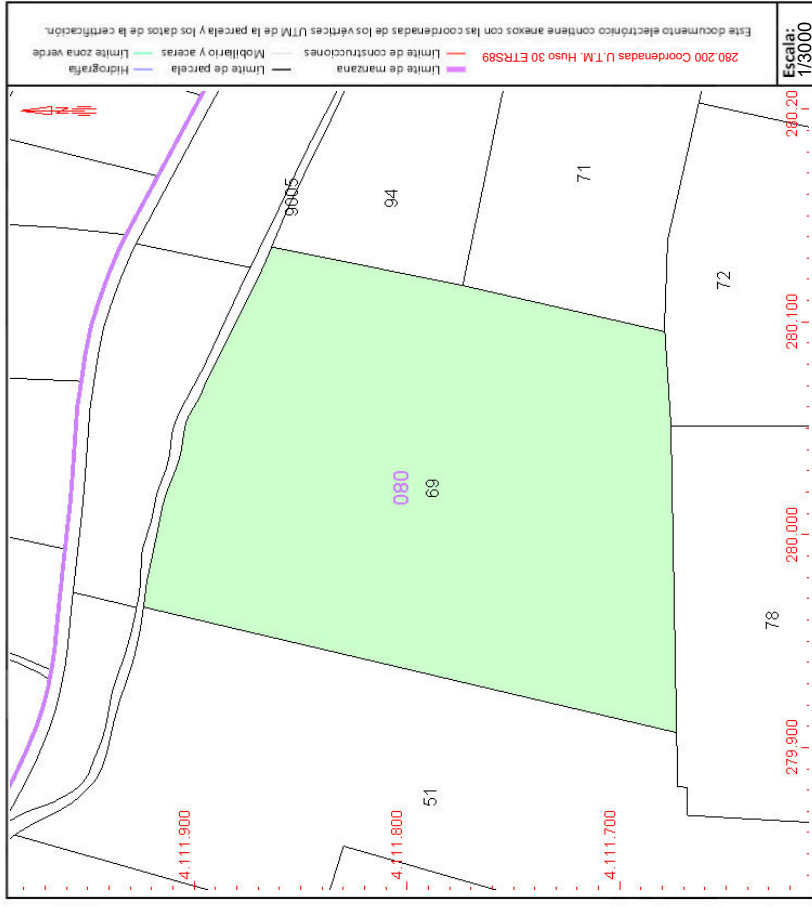 Este documento electrónico contiene anexos con las coordenadas de los vértices UTM de la parcela y los datos de la certificación.
280.200 Coordenadas U.T.M. Huso 30 ETRS89
Límite de manzana
Límite de parcela
Hidrografía
Límite de construcciones
Mobiliario y aceras
Límite zona verde
Escala:
1/3000
9005
94
71
72
080
69
78
51
4.111.900
4.111.800
4.111.700
279.900
280.000
280.100
280.20